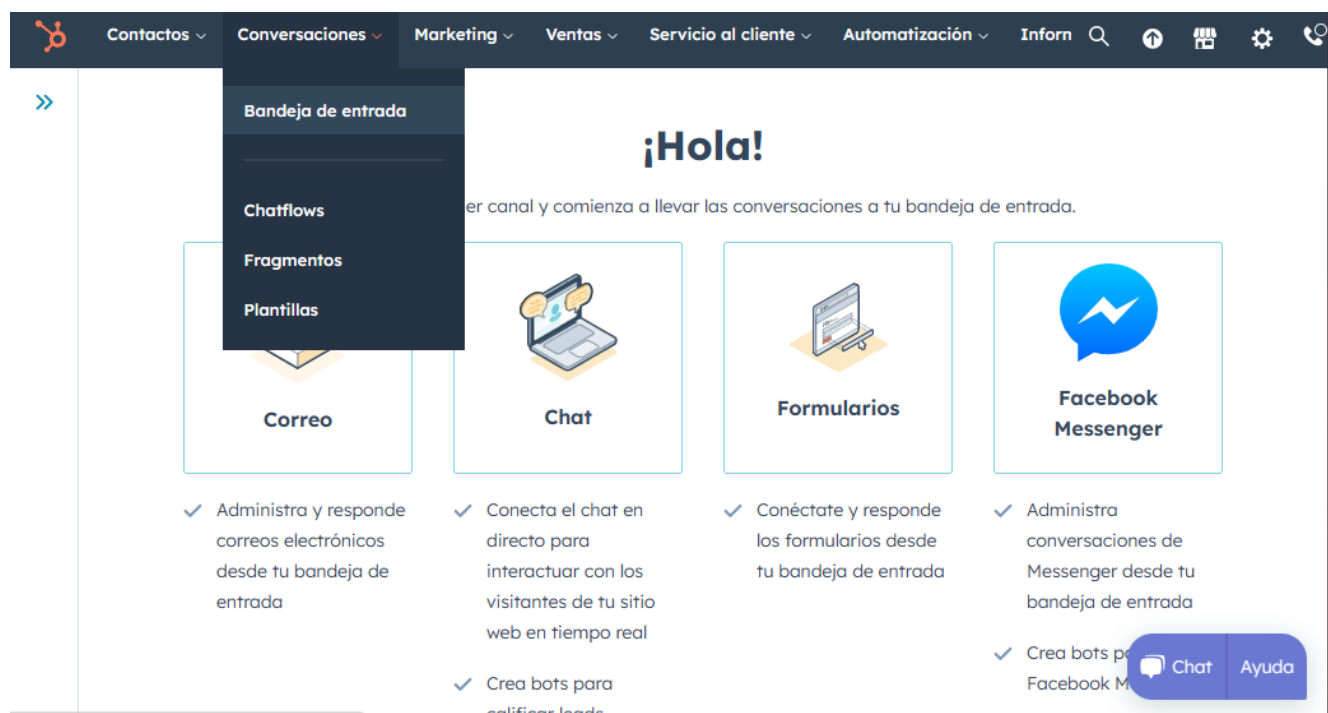 Contactos
Conversaciones
Marketing
Ventas
Servicio al cliente
Automatización
Inforn
Bandeja de entrada
Chatflows
Fragmentos
Plantillas
¡Hola!
er canal y comienza a llevar las conversaciones a tu bandeja de entrada.
Correo
Administra y responde
correos electrónicos
desde tu bandeja de
entrada
Chat
Conecta el chat en
directo para
interactuar con los
visitantes de tu sitio
web en tiempo real
Crea bots para
calificar leads
Formularios
Conéctate y responde
los formularios desde
tu bandeja de entrada
Facebook
Messenger
Administra
conversaciones de
Messenger desde tu
bandeja de entrada
Crea bots p
Facebook M
Chat
Ayuda